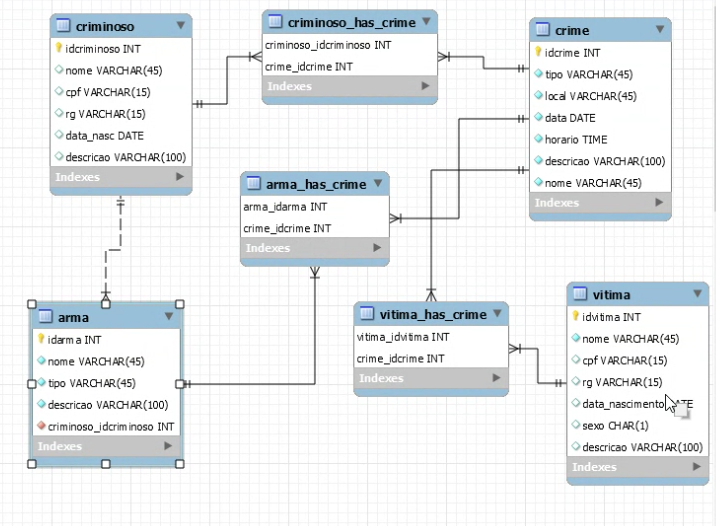 criminoso
idcriminoso INT
nome VARCHAR(45)
cpf VARCHAR(15)
rg VARCHAR(15)
data_nasc DATE
descricao VARCHAR(100)
Indexes
criminoso_has_crime
criminoso_idcriminoso INT
crime_idcrime INT
Indexes
crime
idcrime INT
tipo VARCHAR(45)
local VARCHAR(45)
data DATE
horario TIME
descricao VARCHAR(100)
nome VARCHAR(45)
Indexes
arma_has_crime
arma_idarma INT
crime_idcrime INT
Indexes
arma
idarma INT
nome VARCHAR(45)
tipo VARCHAR(45)
descricao VARCHAR(100)
criminoso_idcriminoso INT
Indexes
vitima_has_crime
vitima_idvitima INT
crime_idcrime INT
Indexes
vitima
idvitima INT
nome VARCHAR(45)
cpf VARCHAR(15)
rg VARCHAR(15)
data_nascimento
sexo CHAR(1)
descricao VARCHAR(100)
Indexes